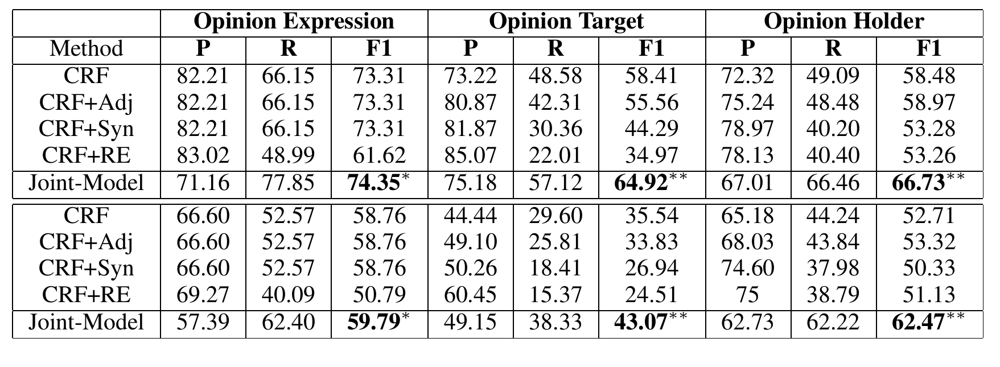 Opinion Expression Opinion Target Opinion Holder
Method P R F1 P R F1 P R F1
CRF 82.21 66.15 73.31 73.22 48.58 58.41 72.32 49.09 58.48
CRF+Adj 82.21 66.15 73.31 80.87 42.31 55.56 75.24 48.48 58.97
CRF+Syn 82.21 66.15 73.31 81.87 30.36 44.29 78.97 40.20 53.28
CRF+RE 83.02 48.99 61.62 85.07 22.01 34.97 78.13 40.40 53.26
Joint-Model 71.16 77.85 74.35* 75.18 57.12 64.92** 67.01 66.46 66.73**
CRF 66.60 52.57 58.76 44.44 29.60 35.54 65.18 44.24 52.71
CRF+Adj 66.60 52.57 58.76 49.10 25.81 33.83 68.03 43.84 53.32
CRF+Syn 66.60 52.57 58.76 50.26 18.41 26.94 74.60 37.98 50.33
CRF+RE 69.27 40.09 50.79 60.45 15.37 24.51 75 38.79 51.13
Joint-Model 57.39 62.40 59.79* 49.15 38.33 43.07** 62.73 62.22 62.47**